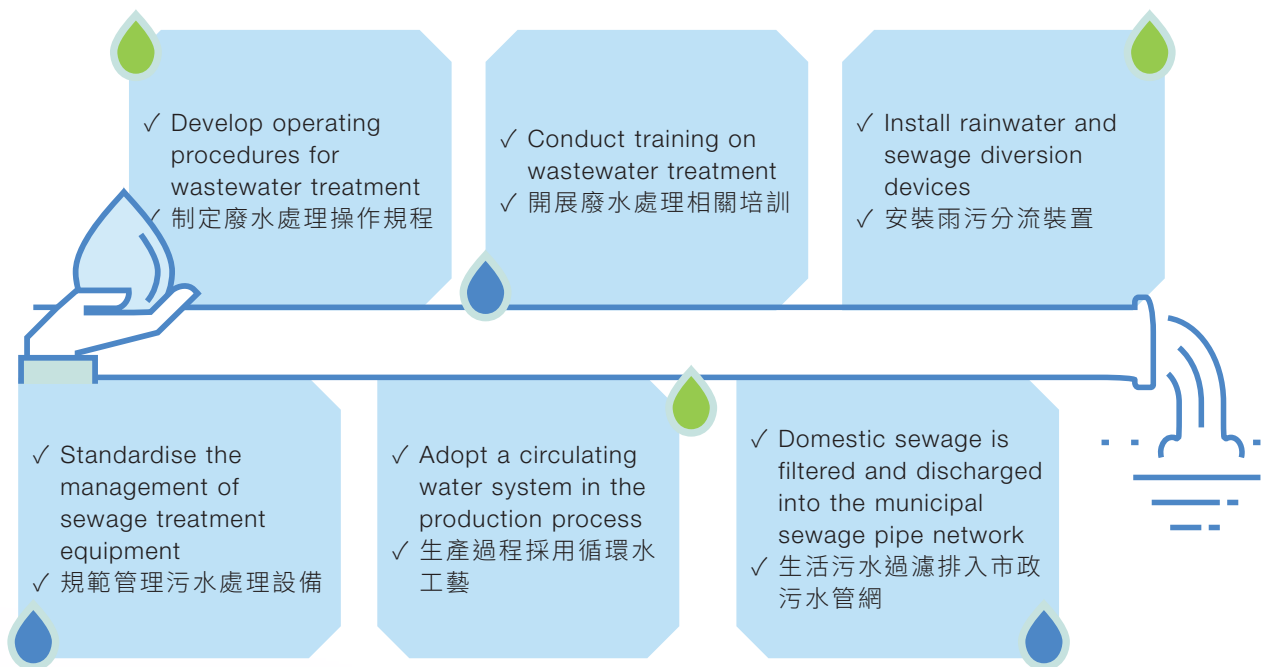 ✓ Develop operating
procedures for
wastewater treatment
✓ 制定廢水處理操作規程
✓ Conduct training on
wastewater treatment
✓ 開展廢水處理相關培訓
✓ Install rainwater and
sewage diversion
devices
✓ 安裝雨污分流裝置
✓ Standardise the
management of
sewage treatment
equipment
✓ 規範管理污水處理設備
✓ Adopt a circulating
water system in the
production process
✓ 生產過程採用循環水
工藝
✓ Domestic sewage is
filtered and discharged
into the municipal
sewage pipe network
✓ 生活污水過濾排入市政
污水管網